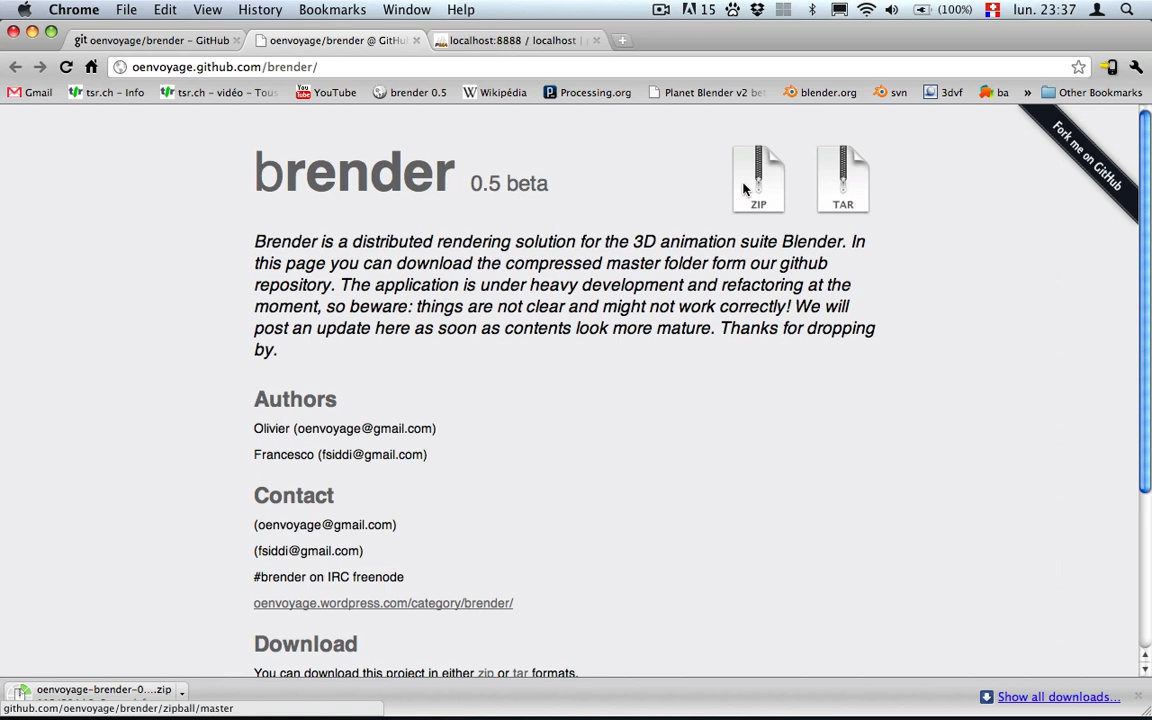 Chrome File Edit View History Bookmarks Window Help 15 (100%) lun. 23:37
git oenvoyage/brender – GitHub oenvoyage/brender @ GitHu localhost:8888 / localhost |
oenvoyage.github.com/brender/
Gmail tsr.ch – Info tsr.ch – vidéo – Tous YouTube brender 0.5 Wikipédia Processing.org Planet Blender v2 be blender.org svn 3dvf ba » Other Bookmarks
Fork me on GitHub
brender 0.5 beta
ZIP TAR
Brender is a distributed rendering solution for the 3D animation suite Blender. In
this page you can download the compressed master folder form our github
repository. The application is under heavy development and refactoring at the
moment, so beware: things are not clear and might not work correctly! We will
post an update here as soon as contents look more mature. Thanks for dropping
by.
Authors
Olivier (oenvoyage@gmail.com)
Francesco (fsiddi@gmail.com)
Contact
(oenvoyage@gmail.com)
(fsiddi@gmail.com)
#brender on IRC freenode
oenvoyage.wordpress.com/category/brender/
Download
You can download this project in either zip or tar formats.
oenvoyage-brender-0....zip
Show all downloads...
github.com/oenvoyage/brender/zipball/master